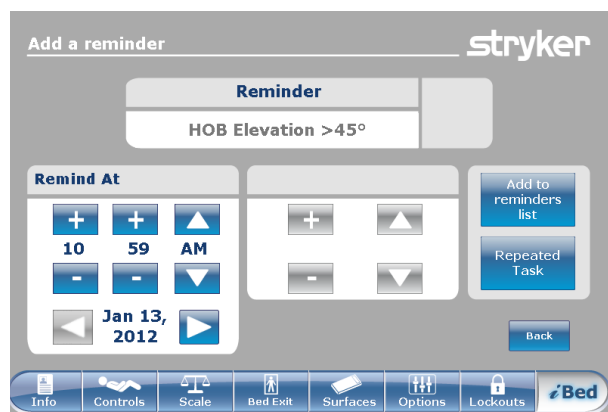 Add a reminder
stryker
Reminder
HOB Elevation >45°
Remind At
+ +
10 59 AM
- -
Jan 13,
2012
+
-
Add to
reminders
list
Repeated
Task
Back
Info
Controls
Scale
Bed Exit
Surfaces
Options
Lockouts
iBed